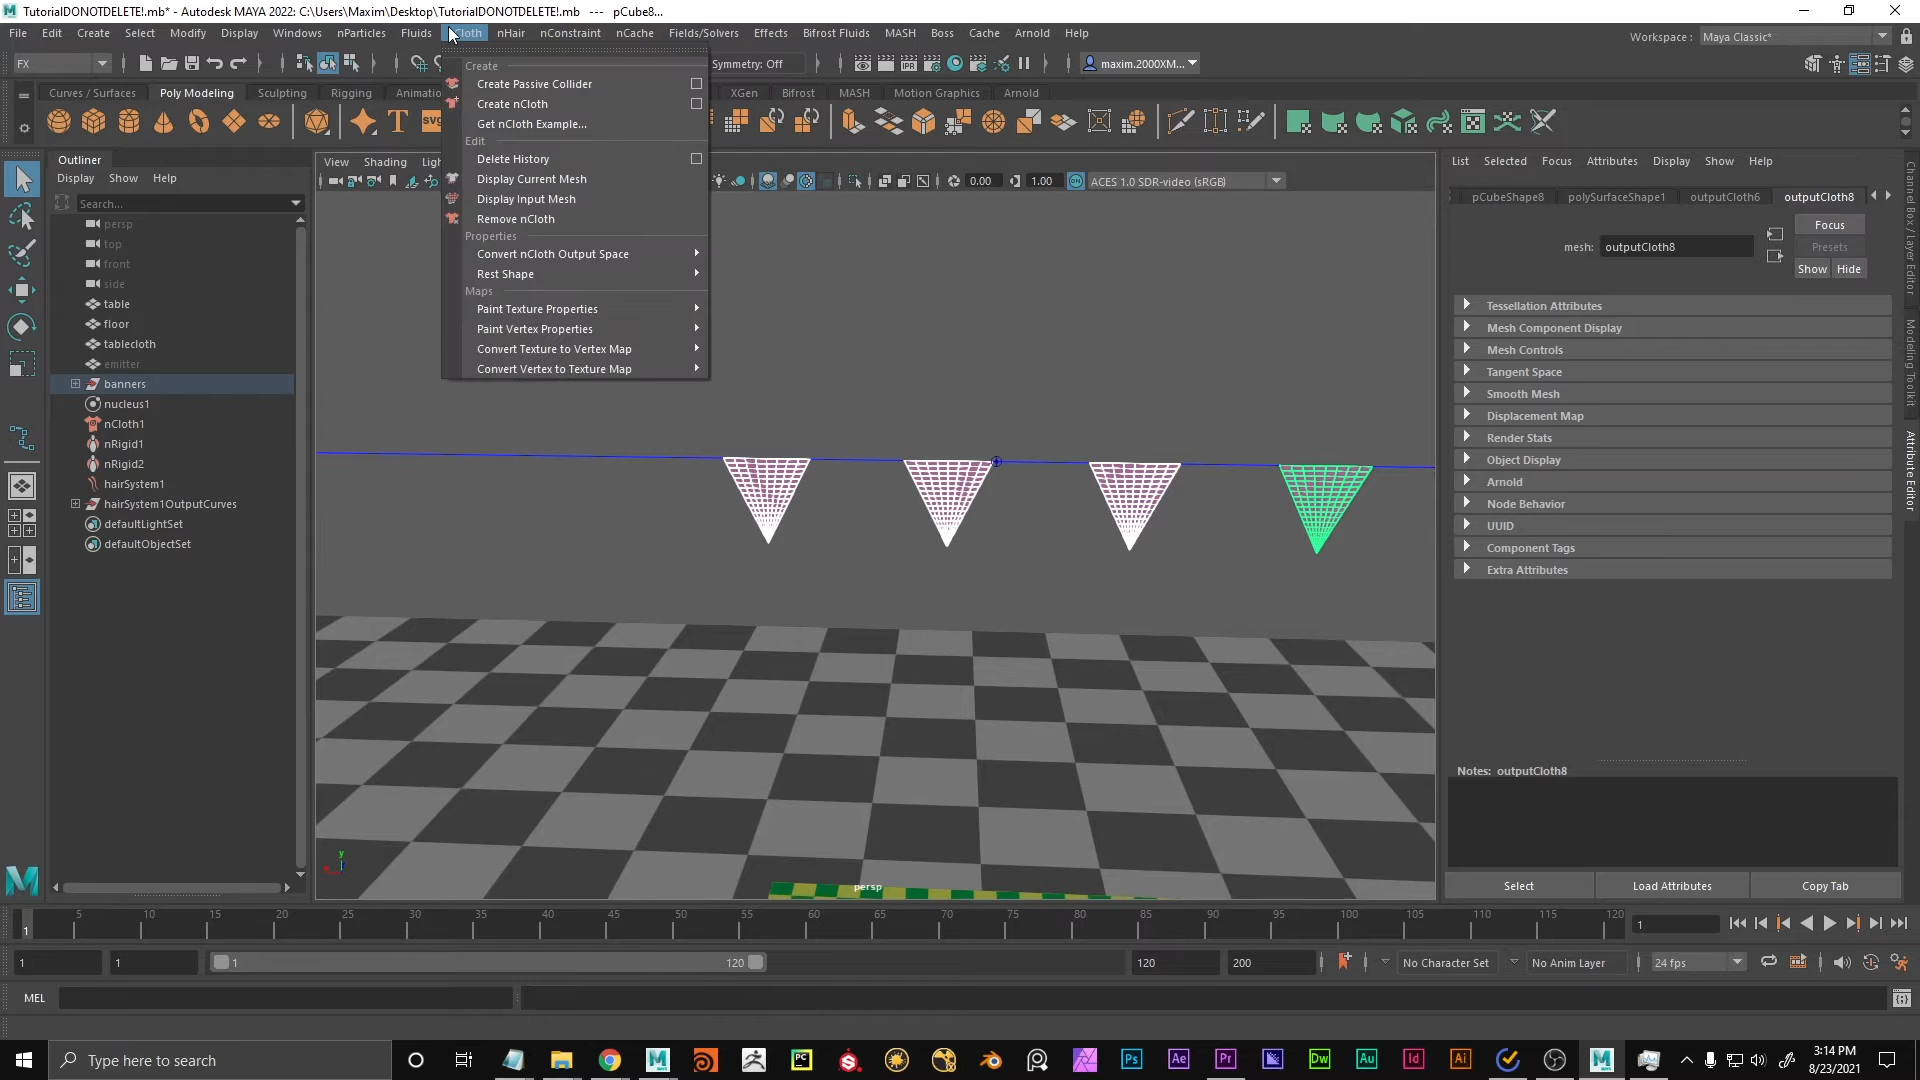 TutorialDONOTDELETE!.mb* - Autodesk MAYA 2022: C:\Users\Maxim\Desktop\TutorialDONOTDELETE!.mb --- pCube8...
File Edit Create Select Modify Display Windows nParticles Fluids nHair nConstraint nCache Fields/Solvers Effects Bifrost Fluids MASH Boss Cache Arnold Help
Workspace : Maya Classic*
FX Symmetry: Off maxim.2000XM...
Curves / Surfaces Poly Modeling Sculpting Rigging XGen Bifrost MASH Motion Graphics Arnold
Create
Create Passive Collider
Create nCloth
Get nCloth Example...
Edit
Delete History
Display Current Mesh
Display Input Mesh
Remove nCloth
Properties
Convert nCloth Output Space
Rest Shape
Maps
Paint Texture Properties
Paint Vertex Properties
Convert Texture to Vertex Map
Convert Vertex to Texture Map
Outliner
Display Show Help
Search...
persp
top
front
side
table
floor
tablecloth
emitter
banners
nucleus1
nCloth1
nRigid1
nRigid2
hairSystem1
hairSystem1OutputCurves
defaultLightSet
defaultObjectSet
View Shading
0.00 1.00 ON ACES 1.0 SDR-video (sRGB)
y
persp
List Selected Focus Attributes Display Show Help
pCubeShape8 polySurfaceShape1 outputCloth6 outputCloth8
mesh: outputCloth8
Focus
Presets
Show Hide
Tessellation Attributes
Mesh Component Display
Mesh Controls
Tangent Space
Smooth Mesh
Displacement Map
Render Stats
Object Display
Arnold
Node Behavior
UUID
Component Tags
Extra Attributes
Notes: outputCloth8
Select Load Attributes Copy Tab
Channel Box / Layer Editor
Modeling Toolkit
Attribute Editor
5 10 15 20 25 30 35 40 45 50 55 60 65 70 75 80 85 90 95 100 105 110 115 120
1 1
1 1 1 120 120 200 No Character Set No Anim Layer 24 fps
MEL
Type here to search
Ps Ae Pr Dw Au Id Ai
3:14 PM
8/23/2021